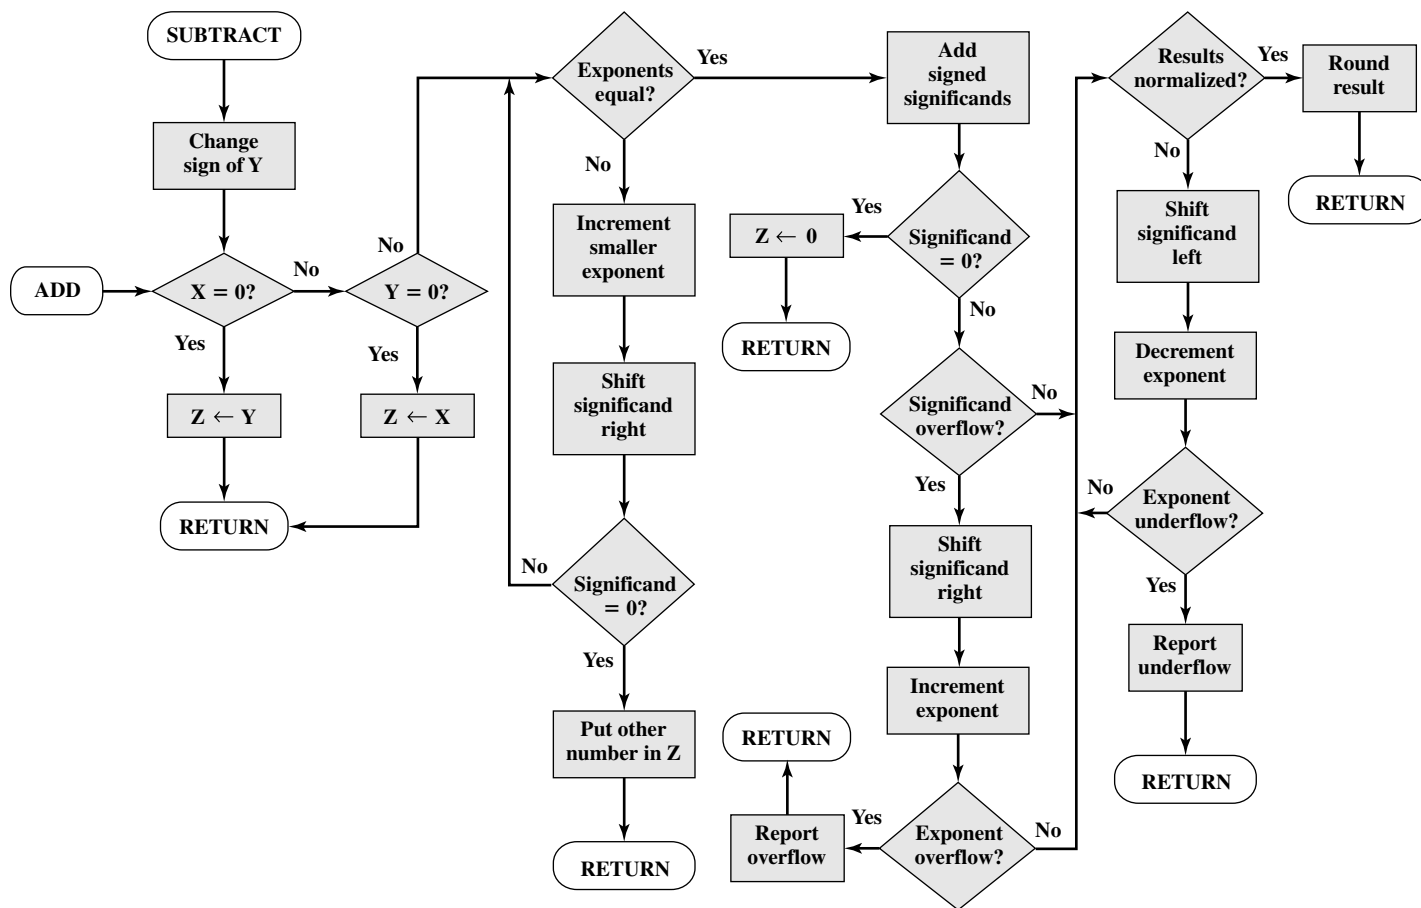 SUBTRACT
Change
sign of Y
ADD
X = 0?
No
Yes
Z ← Y
RETURN
Y = 0?
No
Yes
Z ← X
Exponents
equal?
Yes
No
Increment
smaller
exponent
Shift
significand
right
Significand
= 0?
No
Yes
Put other
number in Z
RETURN
Add
signed
significands
Significand
= 0?
Yes
Z ← 0
RETURN
No
Significand
overflow?
No
Yes
Shift
significand
right
Increment
exponent
Exponent
overflow?
Yes
Report
overflow
RETURN
No
Results
normalized?
Yes
Round
result
RETURN
No
Shift
significand
left
Decrement
exponent
Exponent
underflow?
No
Yes
Report
underflow
RETURN